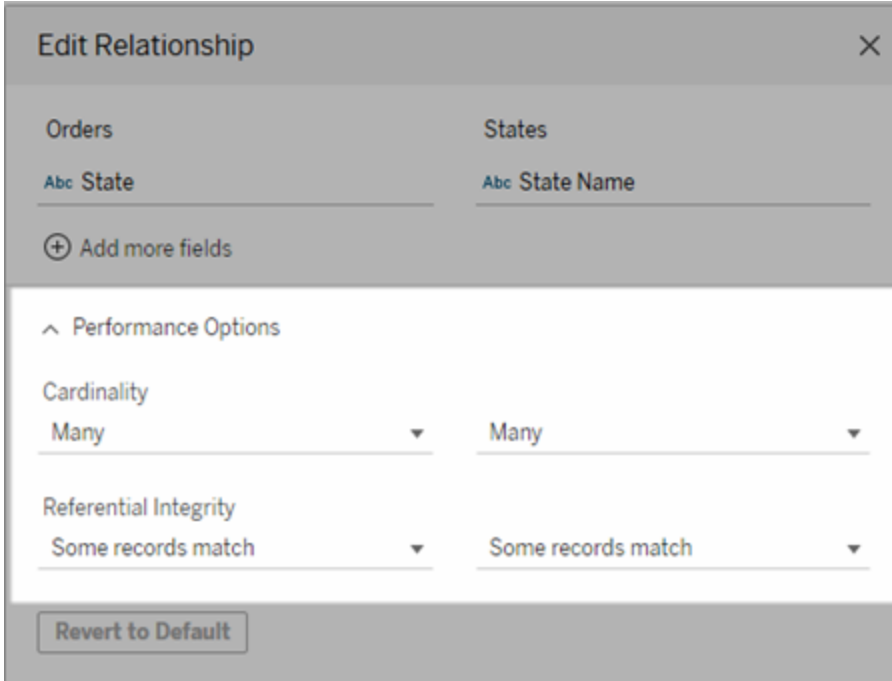 Edit Relationship
Orders States
Abc State Abc State Name
Add more fields
Performance Options
Cardinality
Many Many
Referential Integrity
Some records match Some records match
Revert to Default